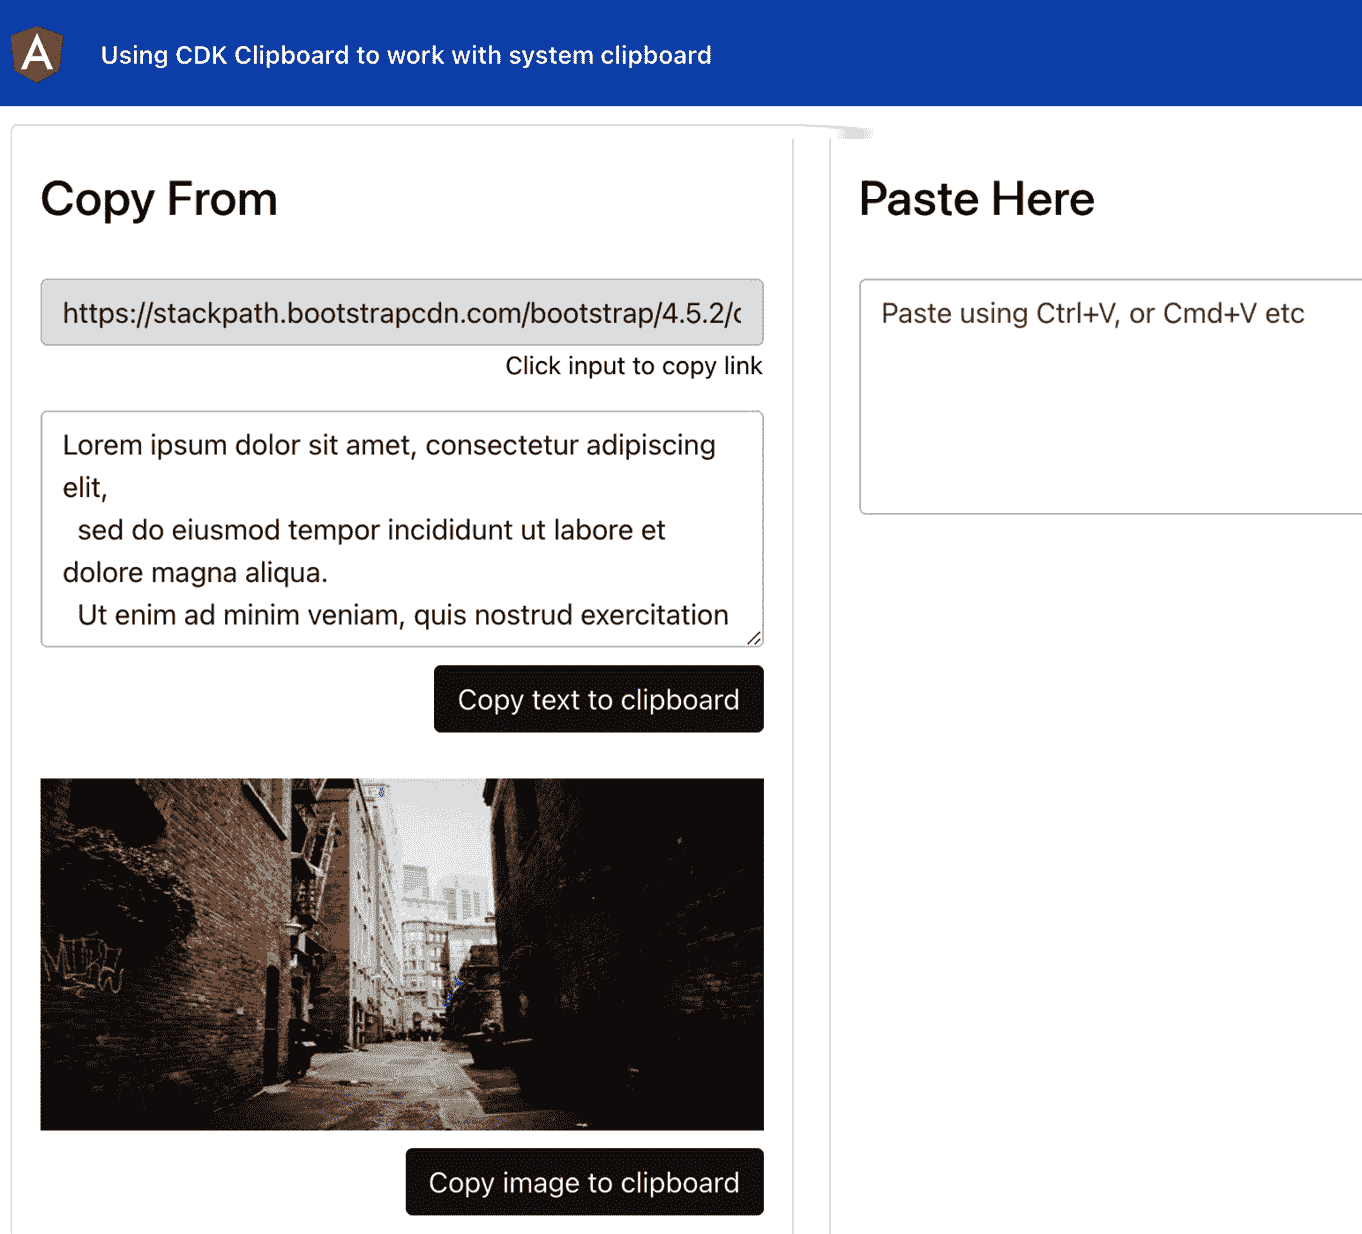 Using CDK Clipboard to work with system clipboard
Copy From
https://stackpath.bootstrapcdn.com/bootstrap/4.5.2/c
Click input to copy link
Lorem ipsum dolor sit amet, consectetur adipiscing
elit,
sed do eiusmod tempor incididunt ut labore et
dolore magna aliqua.
Ut enim ad minim veniam, quis nostrud exercitation
Copy text to clipboard
Copy image to clipboard
Paste Here
Paste using Ctrl+V, or Cmd+V etc